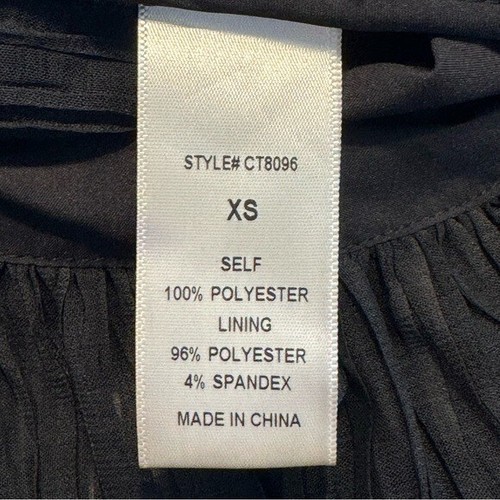 STYLE# CT8096
XS
SELF
100% POLYESTER
LINING
96% POLYESTER
4% SPANDEX
MADE IN CHINA